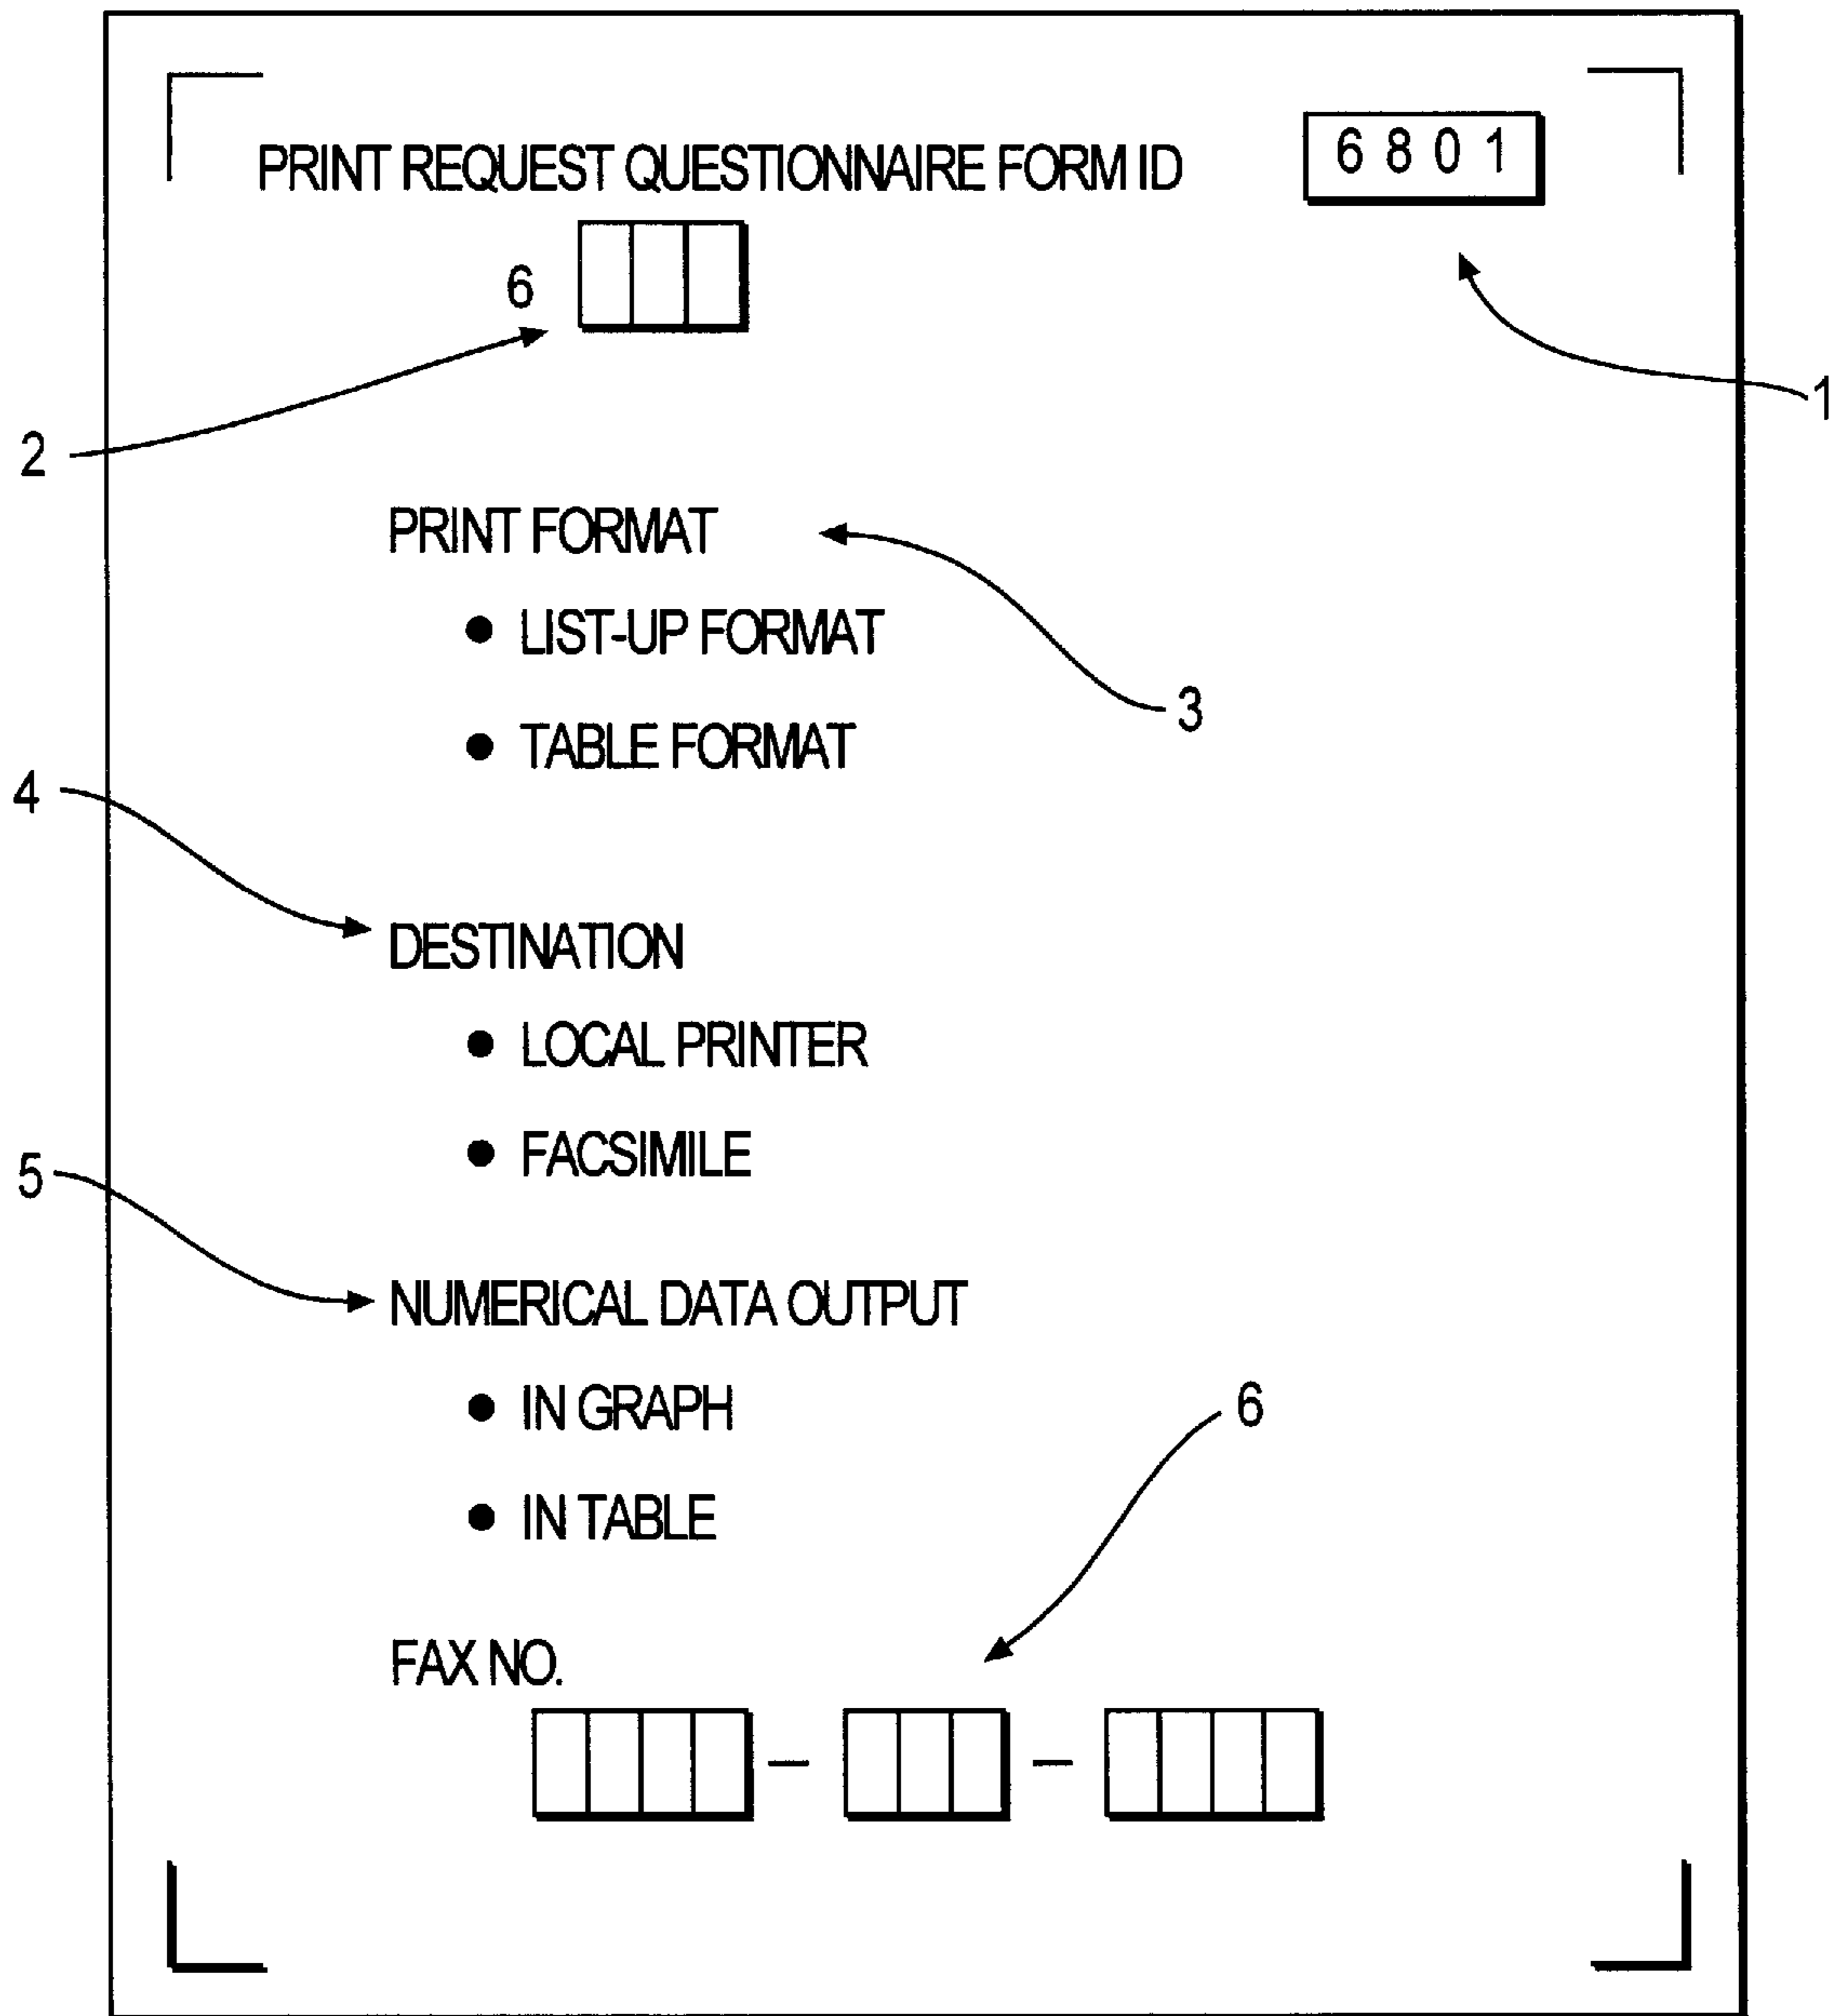 PRINT REQUEST QUESTIONNAIRE FORM ID 6801
6
1
2
PRINT FORMAT
● LIST-UP FORMAT
3
● TABLE FORMAT
4
DESTINATION
● LOCAL PRINTER
● FACSIMILE
5
NUMERICAL DATA OUTPUT
● IN GRAPH
6
● IN TABLE
FAX NO.
– –